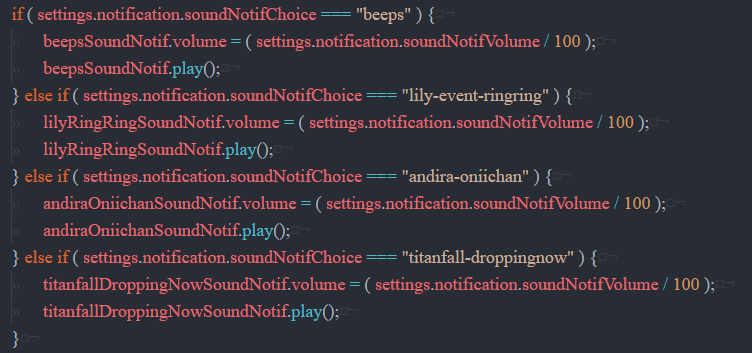 if ( settings.notification.soundNotifChoice === "beeps" ) {¤¬
»    beepsSoundNotif.volume = ( settings.notification.soundNotifVolume / 100 );¤¬
»    beepsSoundNotif.play();¤¬
} else if ( settings.notification.soundNotifChoice === "lily-event-ringring" ) {¤¬
»    lilyRingRingSoundNotif.volume = ( settings.notification.soundNotifVolume / 100 );¤¬
»    lilyRingRingSoundNotif.play();¤¬
} else if ( settings.notification.soundNotifChoice === "andira-oniichan" ) {¤¬
»    andiraOniichanSoundNotif.volume = ( settings.notification.soundNotifVolume / 100 );¤¬
»    andiraOniichanSoundNotif.play();¤¬
} else if ( settings.notification.soundNotifChoice === "titanfall-droppingnow" ) {¤¬
»    titanfallDroppingNowSoundNotif.volume = ( settings.notification.soundNotifVolume / 100 );¤¬
»    titanfallDroppingNowSoundNotif.play();¤¬
}¤¬